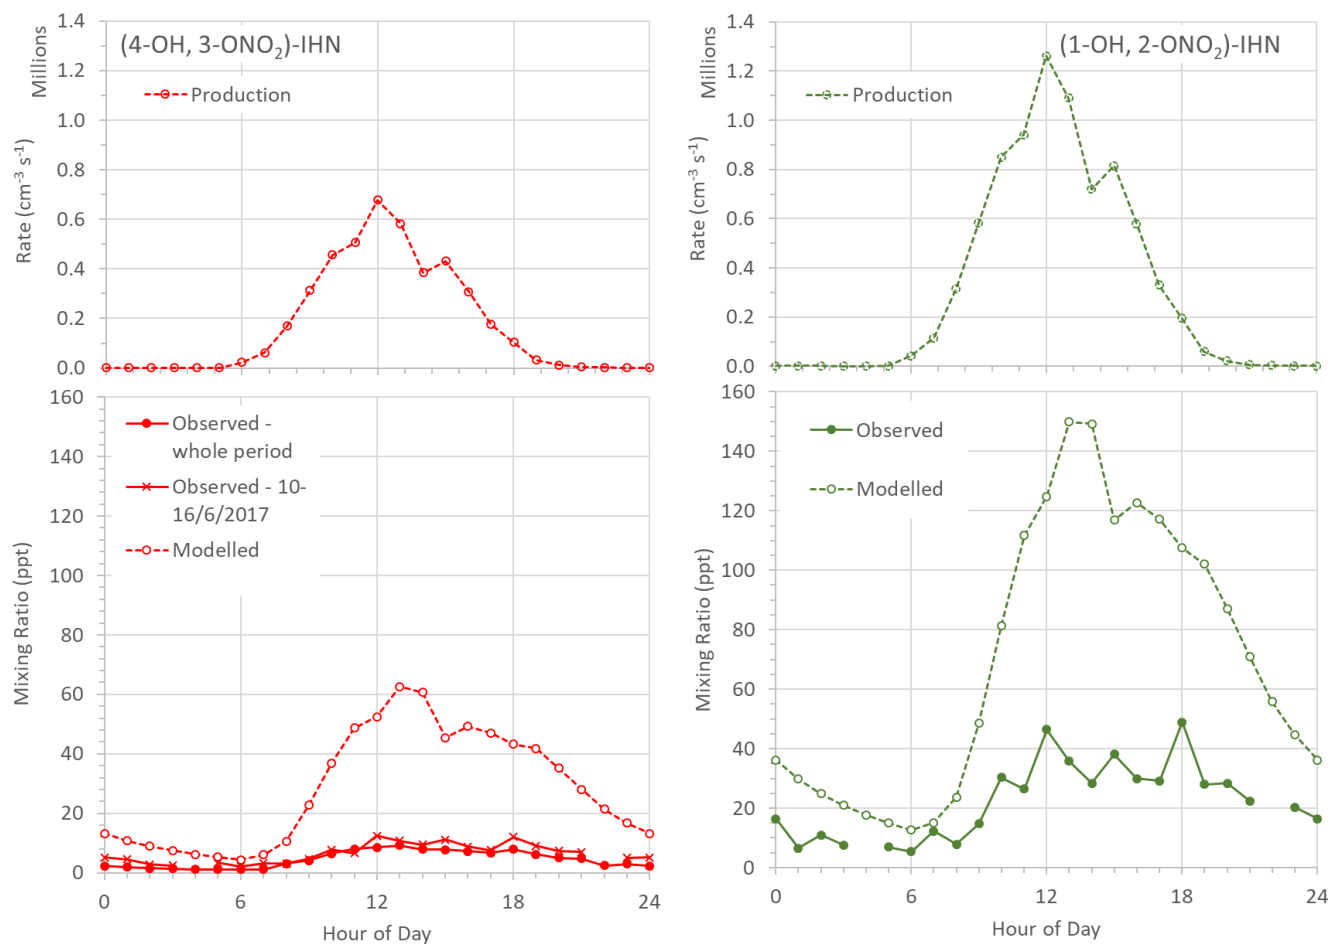 (4-OH, 3-ONO2)-IHN
Production
Millions
Rate (cm-3 s-1)
1.4
1.2
1.0
0.8
0.6
0.4
0.2
0.0
(1-OH, 2-ONO2)-IHN
Production
Millions
Rate (cm-3 s-1)
1.4
1.2
1.0
0.8
0.6
0.4
0.2
0.0
Observed -
whole period
Observed - 10-
16/6/2017
Modelled
Mixing Ratio (ppt)
160
140
120
100
80
60
40
20
0
0 6 12 18 24
Hour of Day
Observed
Modelled
Mixing Ratio (ppt)
160
140
120
100
80
60
40
20
0
0 6 12 18 24
Hour of Day